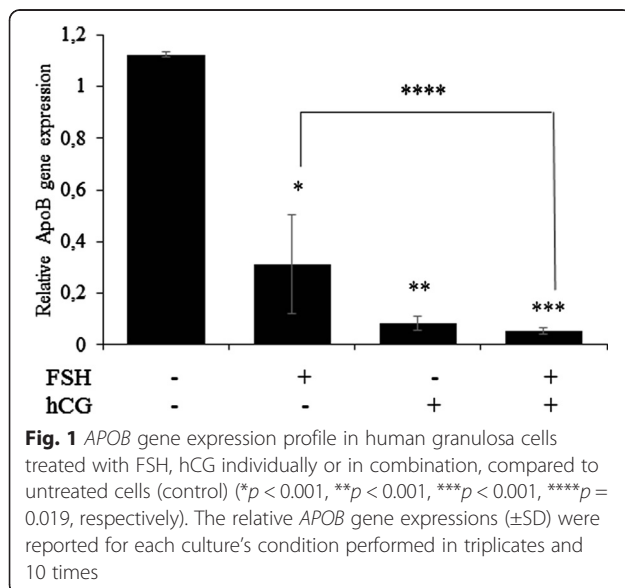 1,2
1
0,8
0,6
0,4
0,2
0
Relative ApoB gene expression
*
**
***
****
FSH - + - +
hCG - - + +
Fig. 1 APOB gene expression profile in human granulosa cells
treated with FSH, hCG individually or in combination, compared to
untreated cells (control) (*p < 0.001, **p < 0.001, ***p < 0.001, ****p =
0.019, respectively). The relative APOB gene expressions (±SD) were
reported for each culture's condition performed in triplicates and
10 times